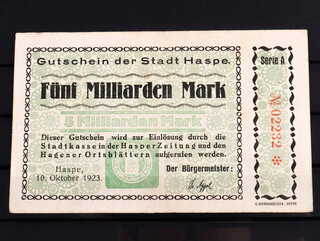 Gutschein der Stadt Haspe.
Fünf Milliarden Mark
5 Milliarden Mark
Dieser Gutschein wird zur Einlösung durch die
Stadtkasse in der Hasper Zeitung und den
Hagener Ortsblättern aufgerufen werden.
Haspe,
10. Oktober 1923.
Der Bürgermeister:
Serie A
02232 *